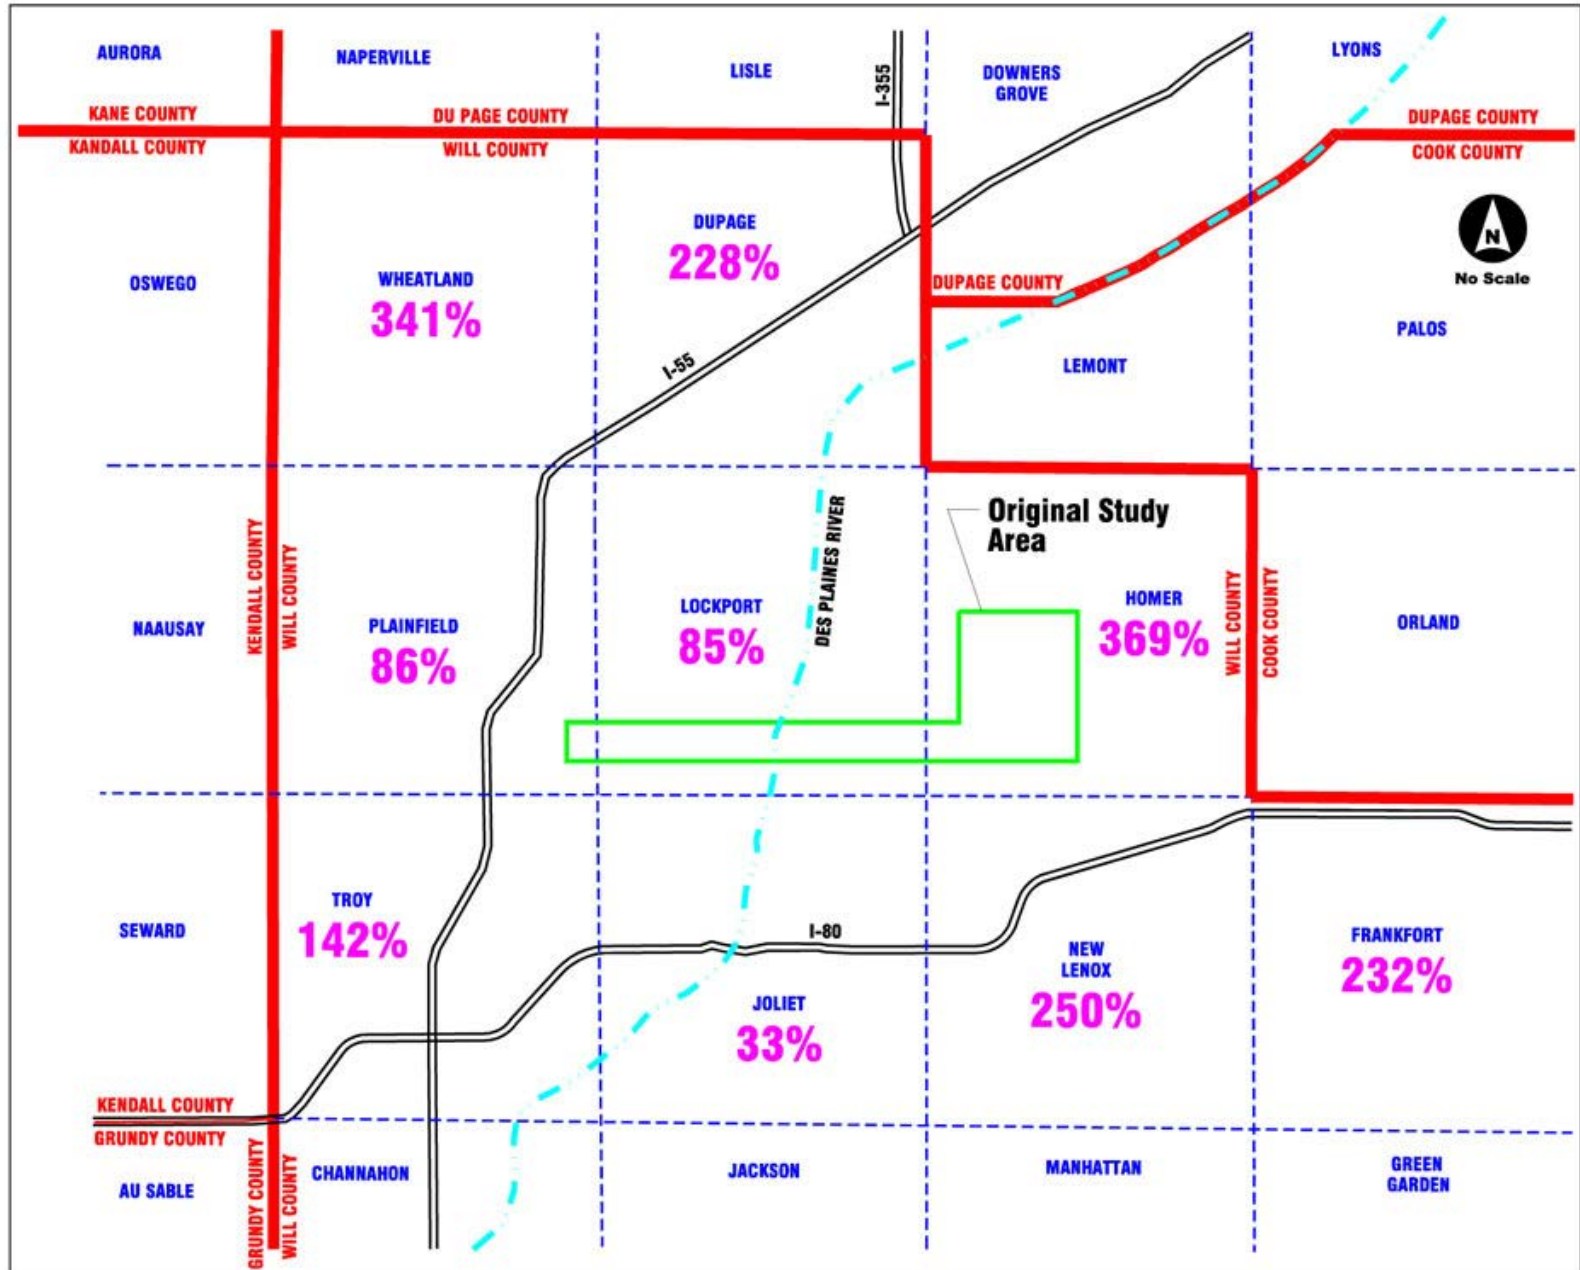 AURORA
NAPERVILLE
LISLE
I-355
DOWNERS
GROVE
LYONS
KANE COUNTY
DU PAGE COUNTY
DUPAGE COUNTY
KANDALL COUNTY
WILL COUNTY
COOK COUNTY
OSWEGO
WHEATLAND
341%
DUPAGE
228%
DUPAGE COUNTY
N
No Scale
I-55
LEMONT
PALOS
KENDALL COUNTY
WILL COUNTY
DES PLAINES RIVER
Original Study
Area
NAAUSAY
PLAINFIELD
86%
LOCKPORT
85%
HOMER
369%
WILL COUNTY
COOK COUNTY
ORLAND
SEWARD
TROY
142%
I-80
JOLIET
33%
NEW
LENOX
250%
FRANKFORT
232%
KENDALL COUNTY
GRUNDY COUNTY
GRUNDY COUNTY
WILL COUNTY
AU SABLE
CHANNAHON
JACKSON
MANHATTAN
GREEN
GARDEN